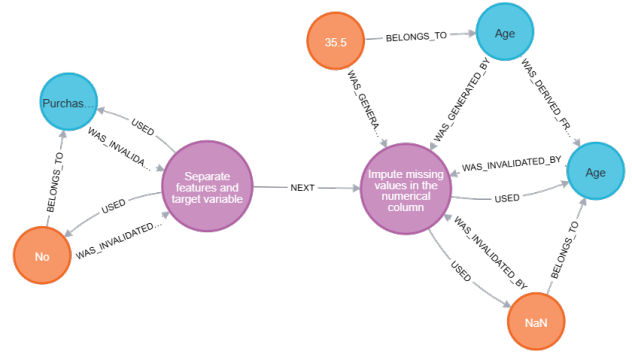 35.5
BELONGS_TO
Age
WAS_GENERA...
WAS_GENERATED_BY
WAS_DERIVED_FR...
Purchas...
USED
WAS_INVALIDA...
BELONGS_TO
Separate
features and
target variable
NEXT
Impute missing
values in the
numerical
column
WAS_INVALIDATED_BY
USED
Age
USED
WAS_INVALIDATED...
No
WAS_INVALIDATED_BY
USED
BELONGS_TO
NaN